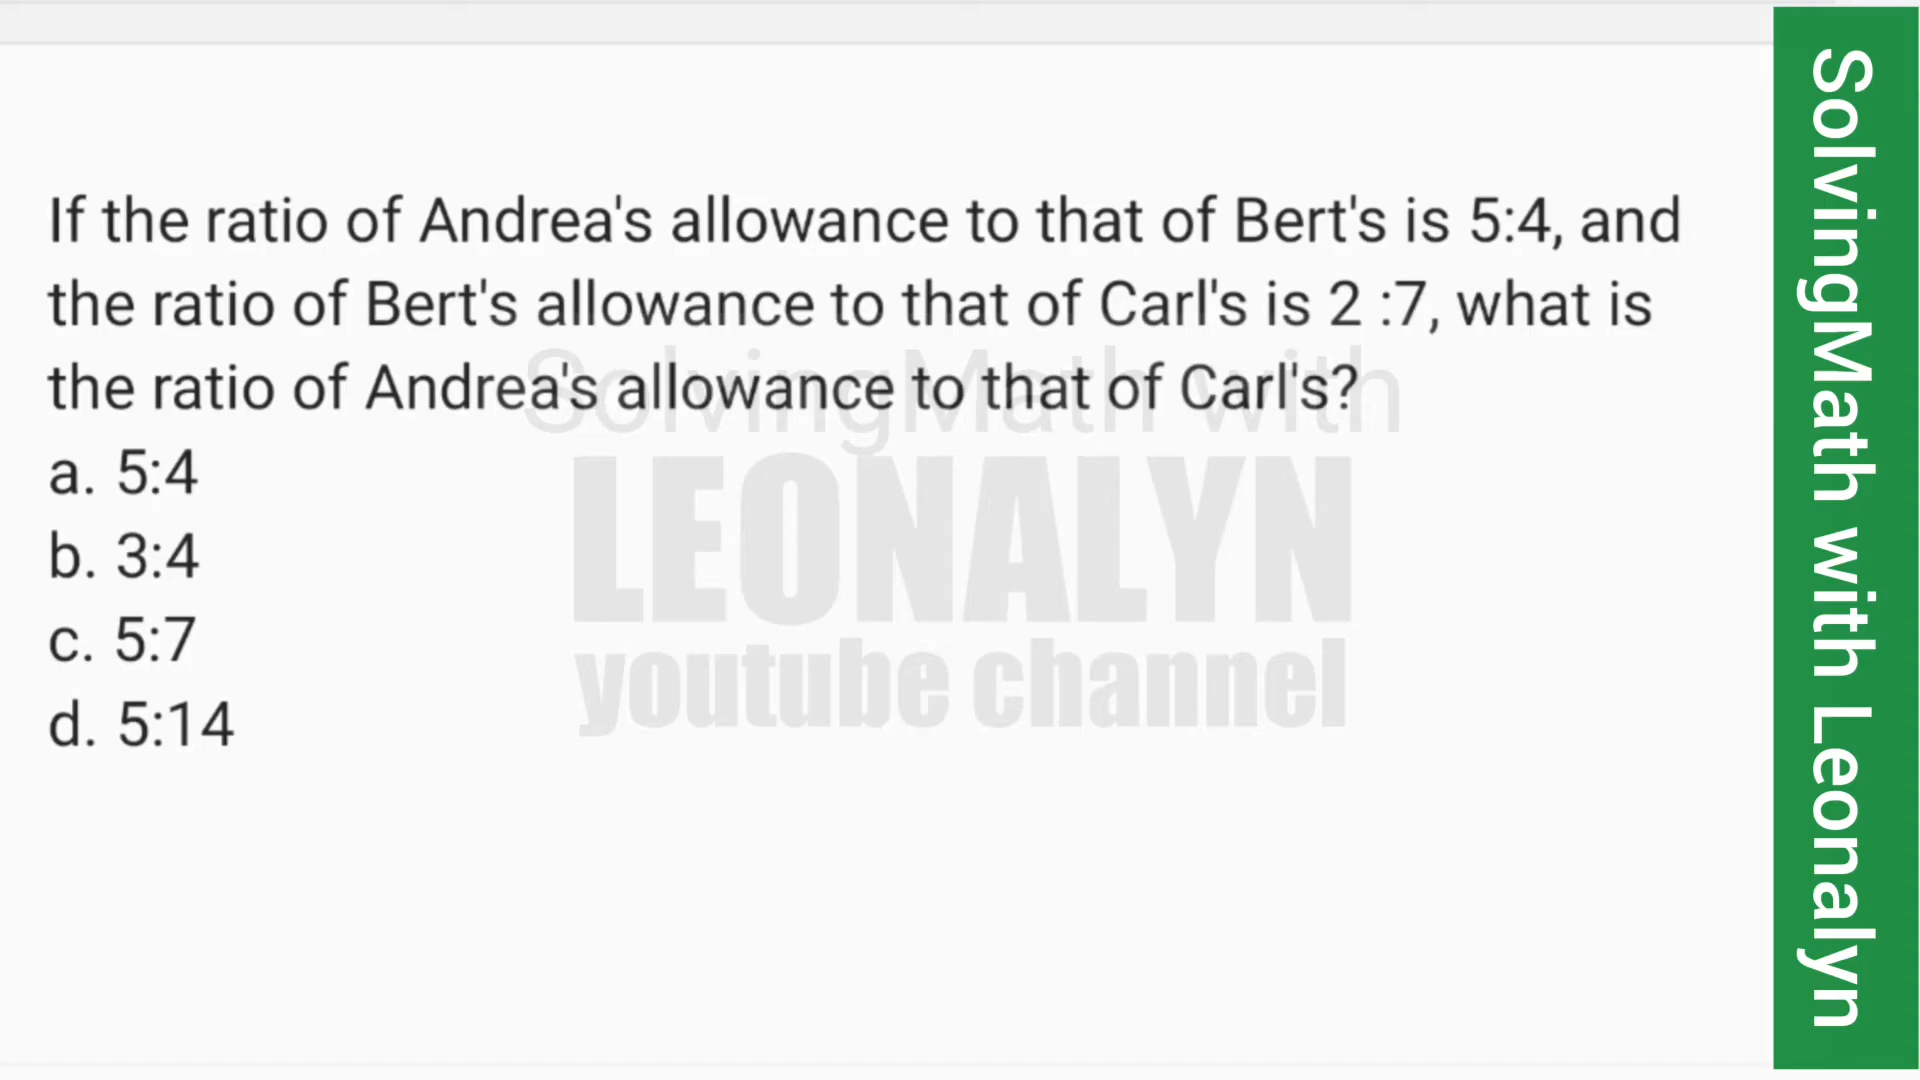 If the ratio of Andrea's allowance to that of Bert's is 5:4, and
the ratio of Bert's allowance to that of Carl's is 2 :7, what is
the ratio of Andrea's allowance to that of Carl's?
a. 5:4
b. 3:4
c. 5:7
d. 5:14
SolvingMath with
LEONALYN
youtube channel
SolvingMath with Leonalyn